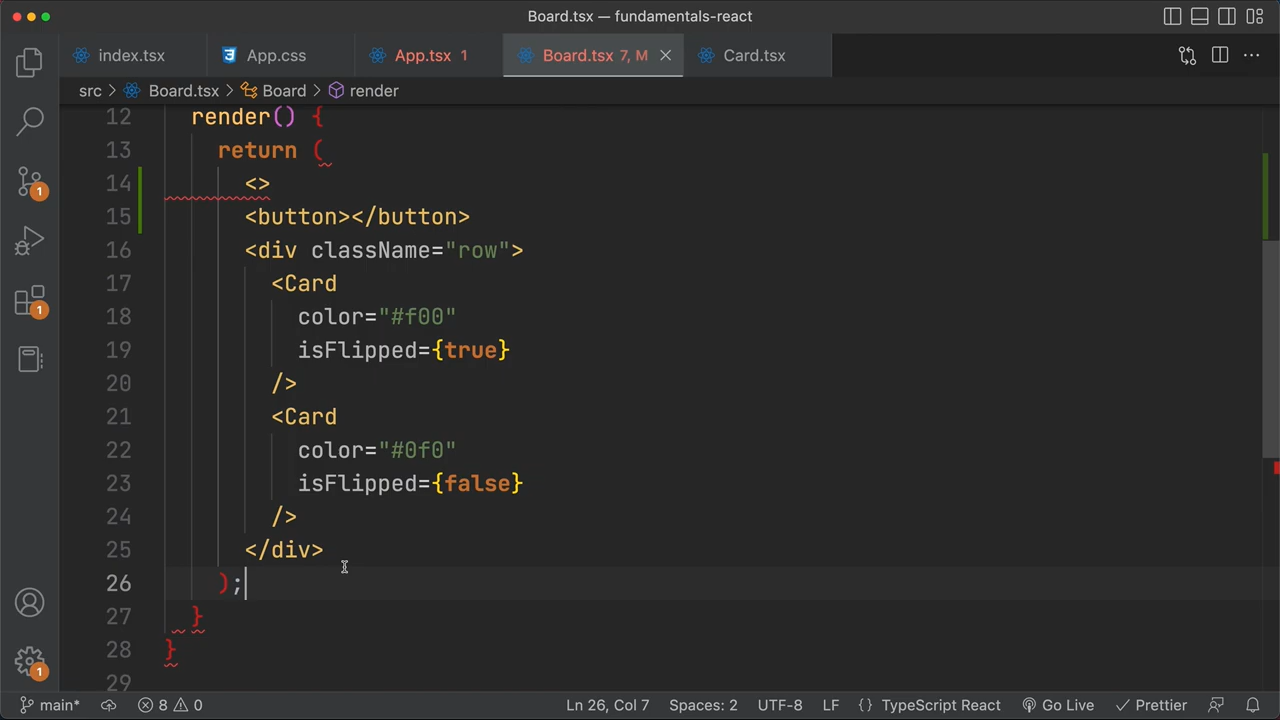 Board.tsx — fundamentals-react
index.tsx App.css App.tsx 1 Board.tsx 7, M Card.tsx
src > Board.tsx > Board > render
12 render() {
13 return (
14 <>
15 <button></button>
16 <div className="row">
17 <Card
18 color="#f00"
19 isFlipped={true}
20 />
21 <Card
22 color="#0f0"
23 isFlipped={false}
24 />
25 </div>
26 );
27 }
28 }
29
1
1
1
main* 8 0 Ln 26, Col 7 Spaces: 2 UTF-8 LF {} TypeScript React Go Live Prettier